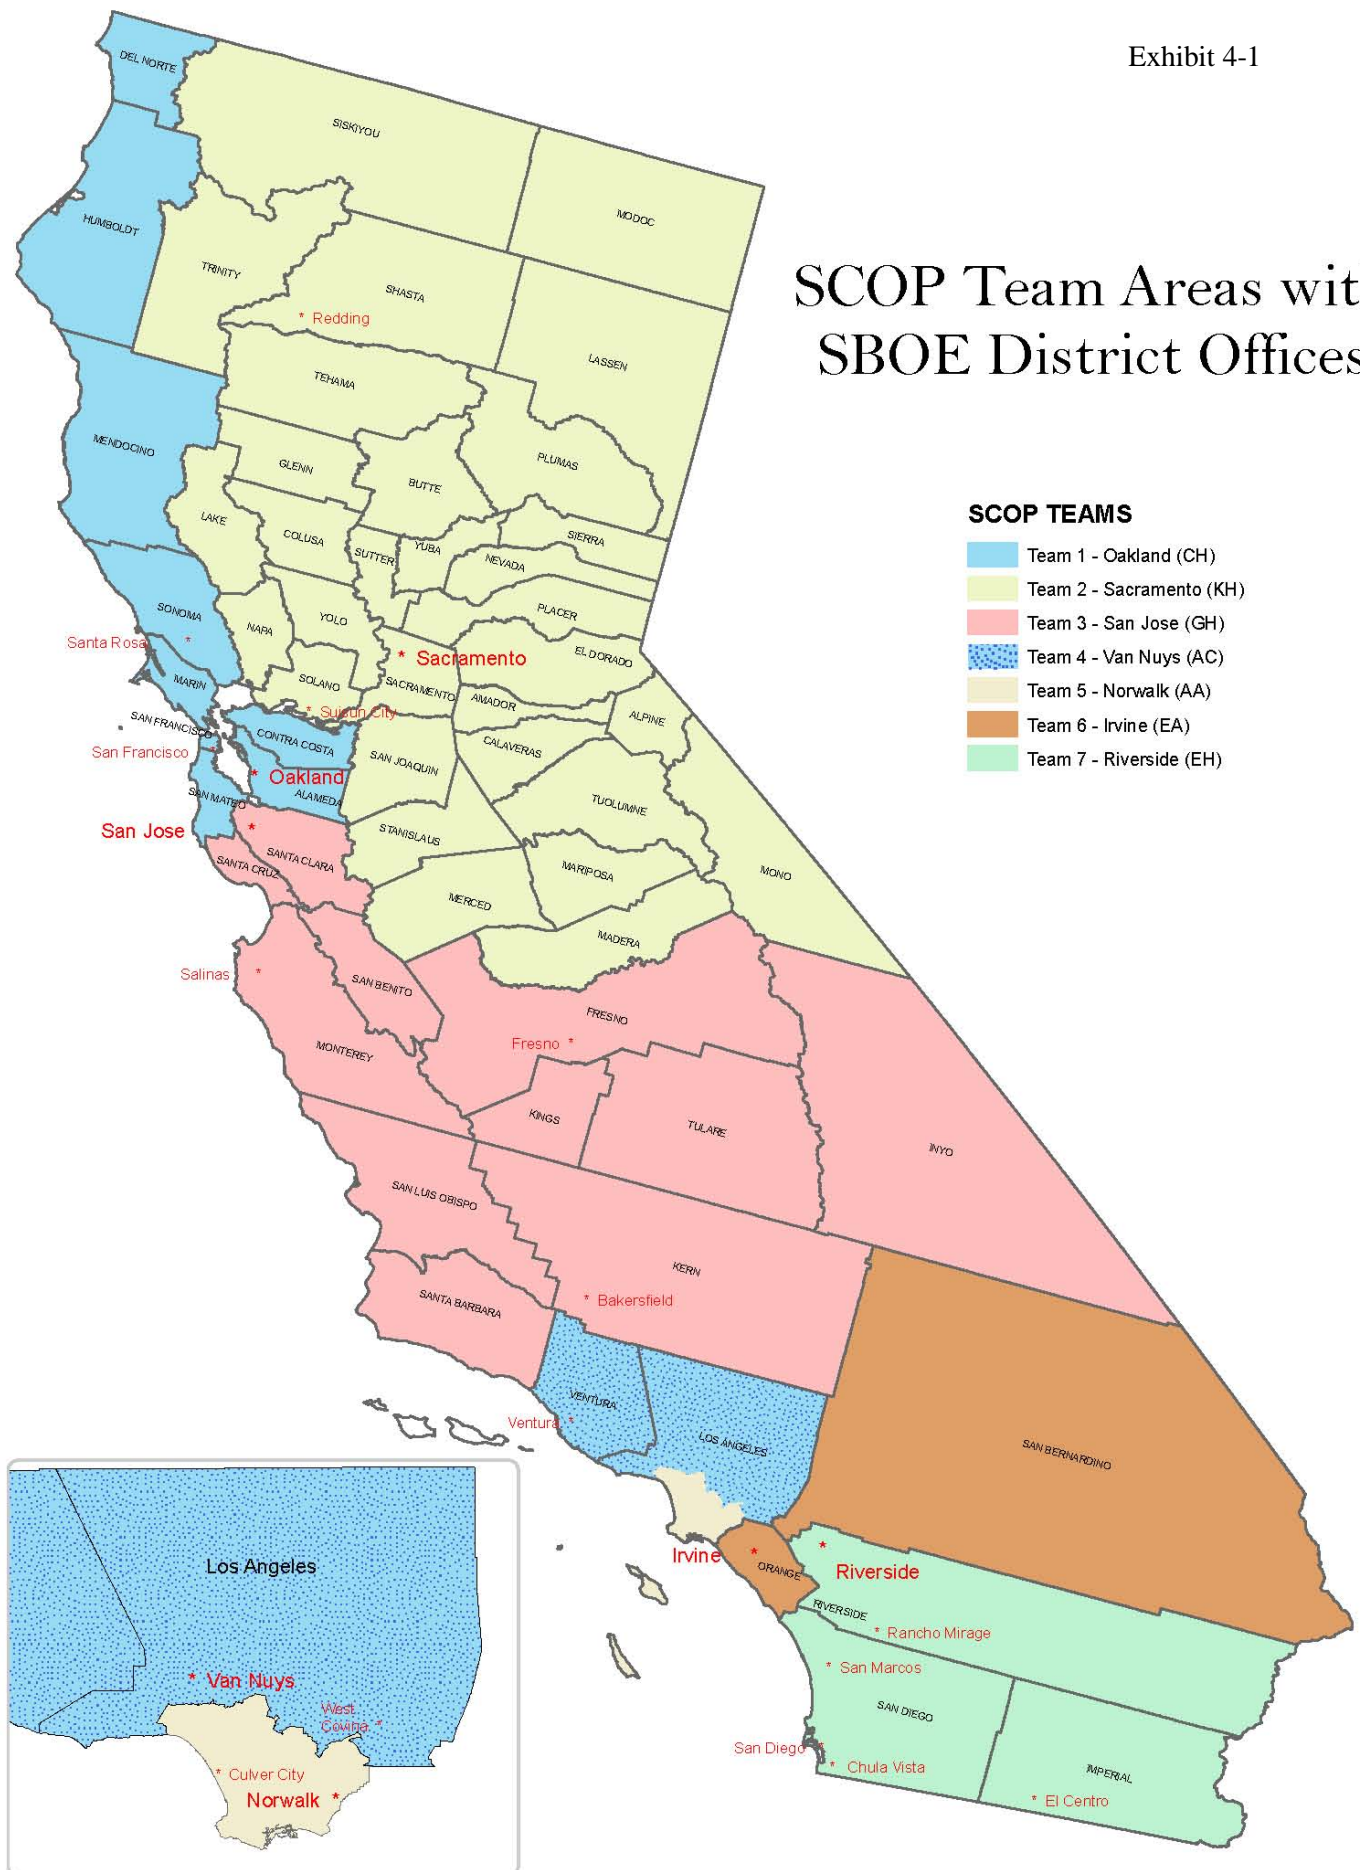 Exhibit 4-1
SCOP Team Areas wit
SBOE District Offices
SCOP TEAMS
Team 1 - Oakland (CH)
Team 2 - Sacramento (KH)
Team 3 - San Jose (GH)
Team 4 - Van Nuys (AC)
Team 5 - Norwalk (AA)
Team 6 - Irvine (EA)
Team 7 - Riverside (EH)
DEL NORTE
SISKIYOU
MODOC
HUMBOLDT
TRINITY
SHASTA
* Redding
LASSEN
TEHAMA
MENDOCINO
GLENN
BUTTE
PLUMAS
LAKE
COLUSA
SUTTER
YUBA
SIERRA
NEVADA
SONOMA
*
Santa Rosa
NAPA
YOLO
PLACER
* Sacramento
EL DORADO
MARIN
SOLANO
SACRAMENTO
AMADOR
* Suisun City
ALPINE
SAN FRANCISCO
San Francisco *
CONTRA COSTA
CALAVERAS
SAN JOAQUIN
* Oakland
ALAMEDA
SAN MATEO
TUOLUMNE
San Jose *
STANISLAUS
SANTA CLARA
SANTA CRUZ
MARIPOSA
MONO
MERCED
MADERA
Salinas *
SAN BENITO
FRESNO
Fresno *
MONTEREY
KINGS
TULARE
INYO
SAN LUIS OBISPO
KERN
* Bakersfield
SANTA BARBARA
VENTURA
Ventura *
LOS ANGELES
SAN BERNARDINO
Irvine *
ORANGE
* Riverside
RIVERSIDE
* Rancho Mirage
* San Marcos
SAN DIEGO
San Diego *
* Chula Vista
IMPERIAL
* El Centro
Los Angeles
* Van Nuys
West
Covina *
* Culver City
Norwalk *